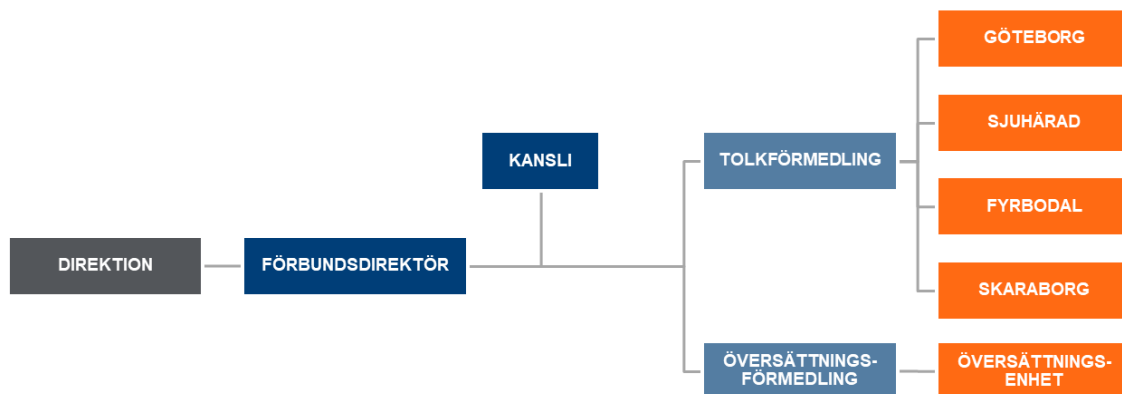 GÖTEBORG
SJUHÄRAD
KANSLI
TOLKFÖRMEDLING
FYRBODAL
DIREKTION
FÖRBUNDSDIREKTÖR
SKARABORG
ÖVERSÄTTNINGS-
FÖRMEDLING
ÖVERSÄTTNINGS-
ENHET